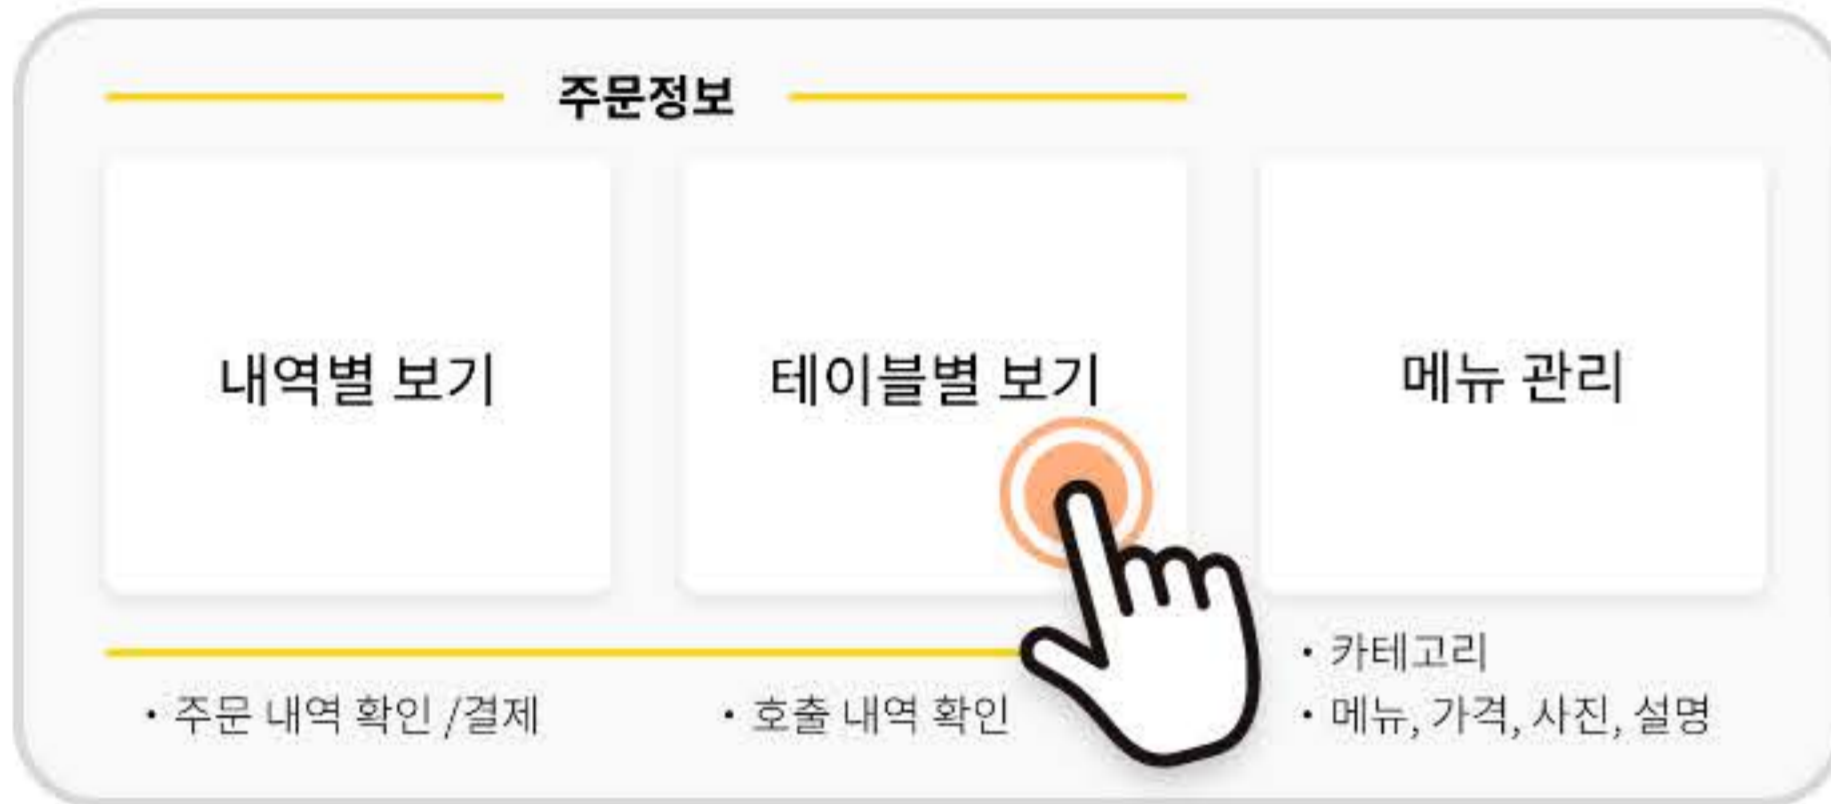 주문정보
내역별 보기
테이블별 보기
메뉴 관리
· 주문 내역 확인 /결제
· 호출 내역 확인
· 카테고리
· 메뉴, 가격, 사진, 설명